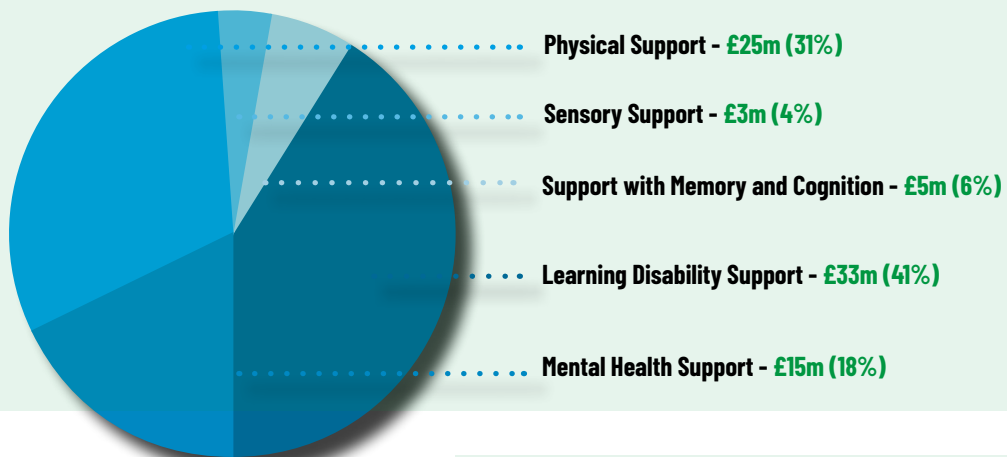 Physical Support - £25m (31%)
Sensory Support - £3m (4%)
Support with Memory and Cognition - £5m (6%)
Learning Disability Support - £33m (41%)
Mental Health Support - £15m (18%)